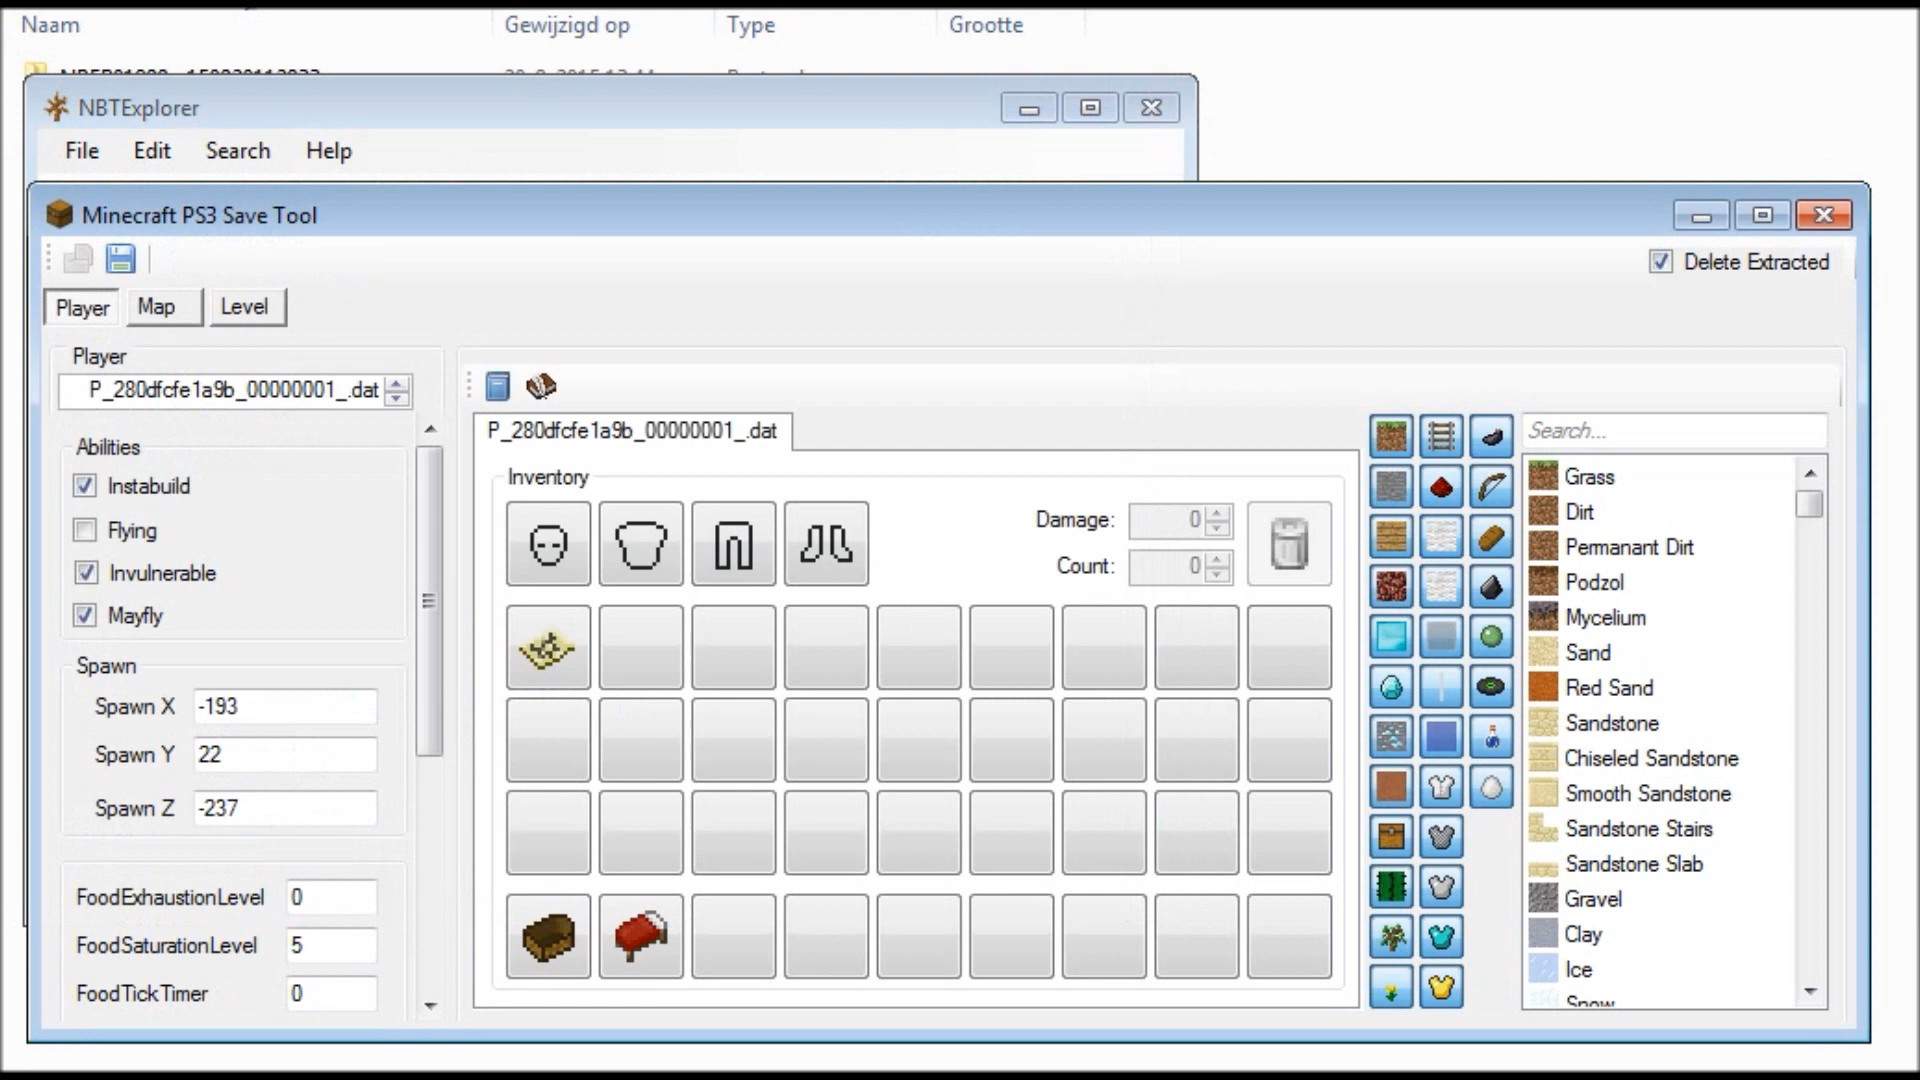 Naam Gewijzigd op Type Grootte
NBTExplorer
File Edit Search Help
Minecraft PS3 Save Tool
Delete Extracted
Player Map Level
Player
P_280dfcfe1a9b_00000001_.dat
Abilities
Instabuild
Flying
Invulnerable
Mayfly
Spawn
Spawn X -193
Spawn Y 22
Spawn Z -237
FoodExhaustionLevel 0
FoodSaturationLevel 5
FoodTickTimer 0
P_280dfcfe1a9b_00000001_.dat
Inventory
Damage: 0
Count: 0
Search...
Grass
Dirt
Permanant Dirt
Podzol
Mycelium
Sand
Red Sand
Sandstone
Chiseled Sandstone
Smooth Sandstone
Sandstone Stairs
Sandstone Slab
Gravel
Clay
Ice
Snow